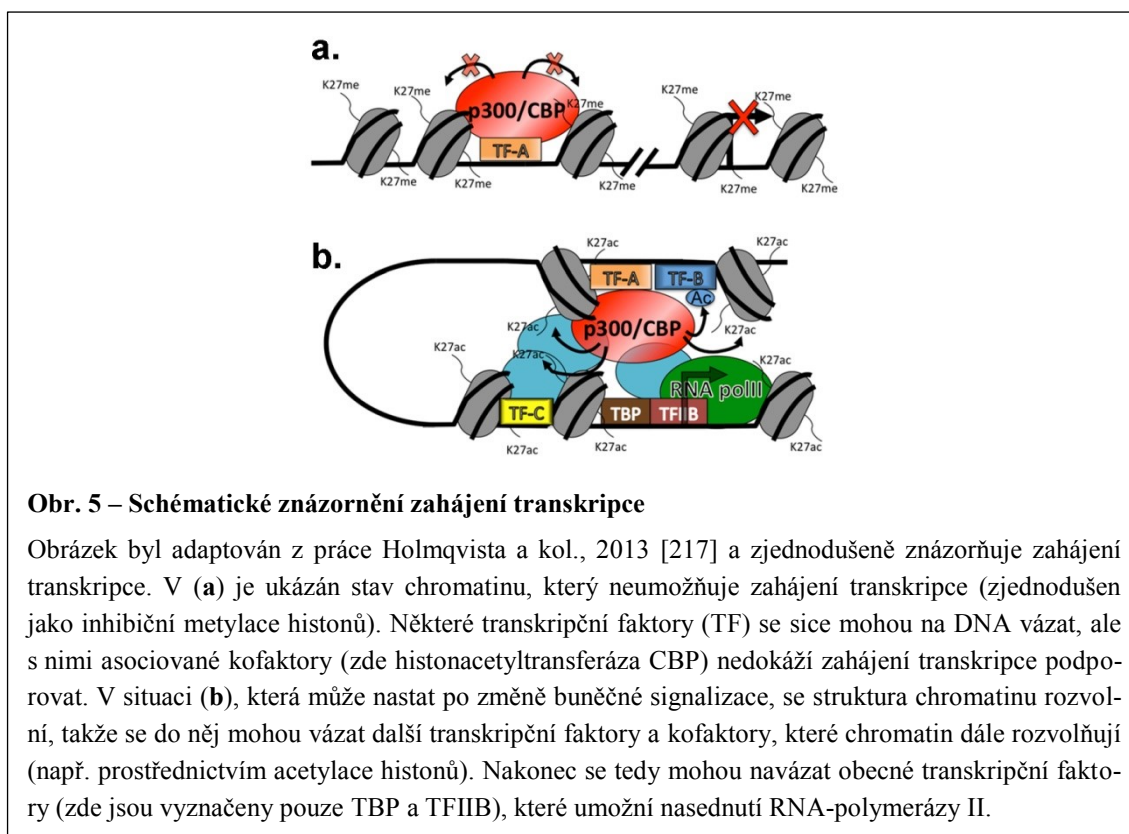 a.
K27me
K27me
K27me
K27me
K27me
p300/CBP
TF-A
K27me
K27me
K27me
K27me
K27me
K27me
K27me
b.
K27ac
K27ac
TF-A
TF-B
Ac
p300/CBP
K27ac
K27ac
K27ac
K27ac
K27ac
RNA polII
TF-C
TBP
TFIIB
K27ac
K27ac
K27ac
Obr. 5 – Schématické znázornění zahájení transkripce
Obrázek byl adaptován z práce Holmqvista a kol., 2013 [217] a zjednodušeně znázorňuje zahájení
transkripce. V (a) je ukázán stav chromatinu, který neumožňuje zahájení transkripce (zjednodušen
jako inhibiční metylace histonů). Některé transkripční faktory (TF) se sice mohou na DNA vázat, ale
s nimi asociované kofaktory (zde histonacetyltransferáza CBP) nedokáží zahájení transkripce podpo-
rovat. V situaci (b), která může nastat po změně buněčné signalizace, se struktura chromatinu rozvol-
ní, takže se do něj mohou vázat další transkripční faktory a kofaktory, které chromatin dále rozvolňují
(např. prostřednictvím acetylace histonů). Nakonec se tedy mohou navázat obecné transkripční fakto-
ry (zde jsou vyznačeny pouze TBP a TFIIB), které umožní nasednutí RNA-polymerázy II.